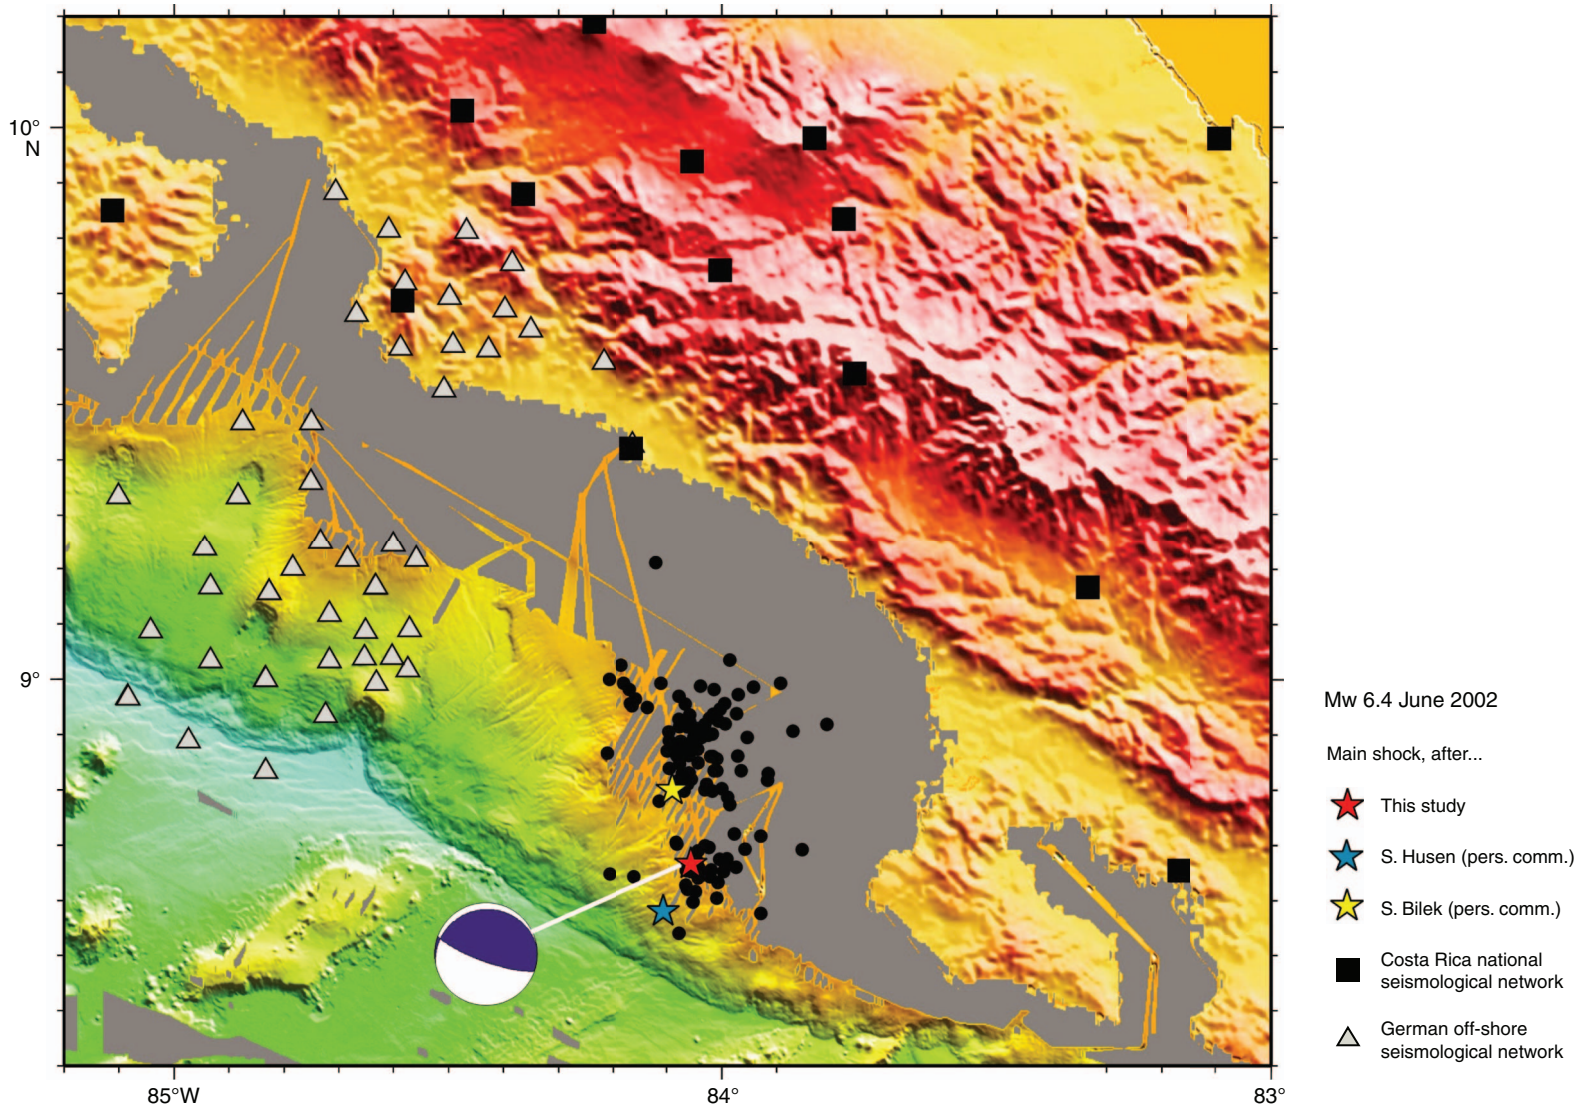 10°
N
9°
85°W
84°
83°
Mw 6.4 June 2002
Main shock, after...
This study
S. Husen (pers. comm.)
S. Bilek (pers. comm.)
Costa Rica national
seismological network
German off-shore
seismological network